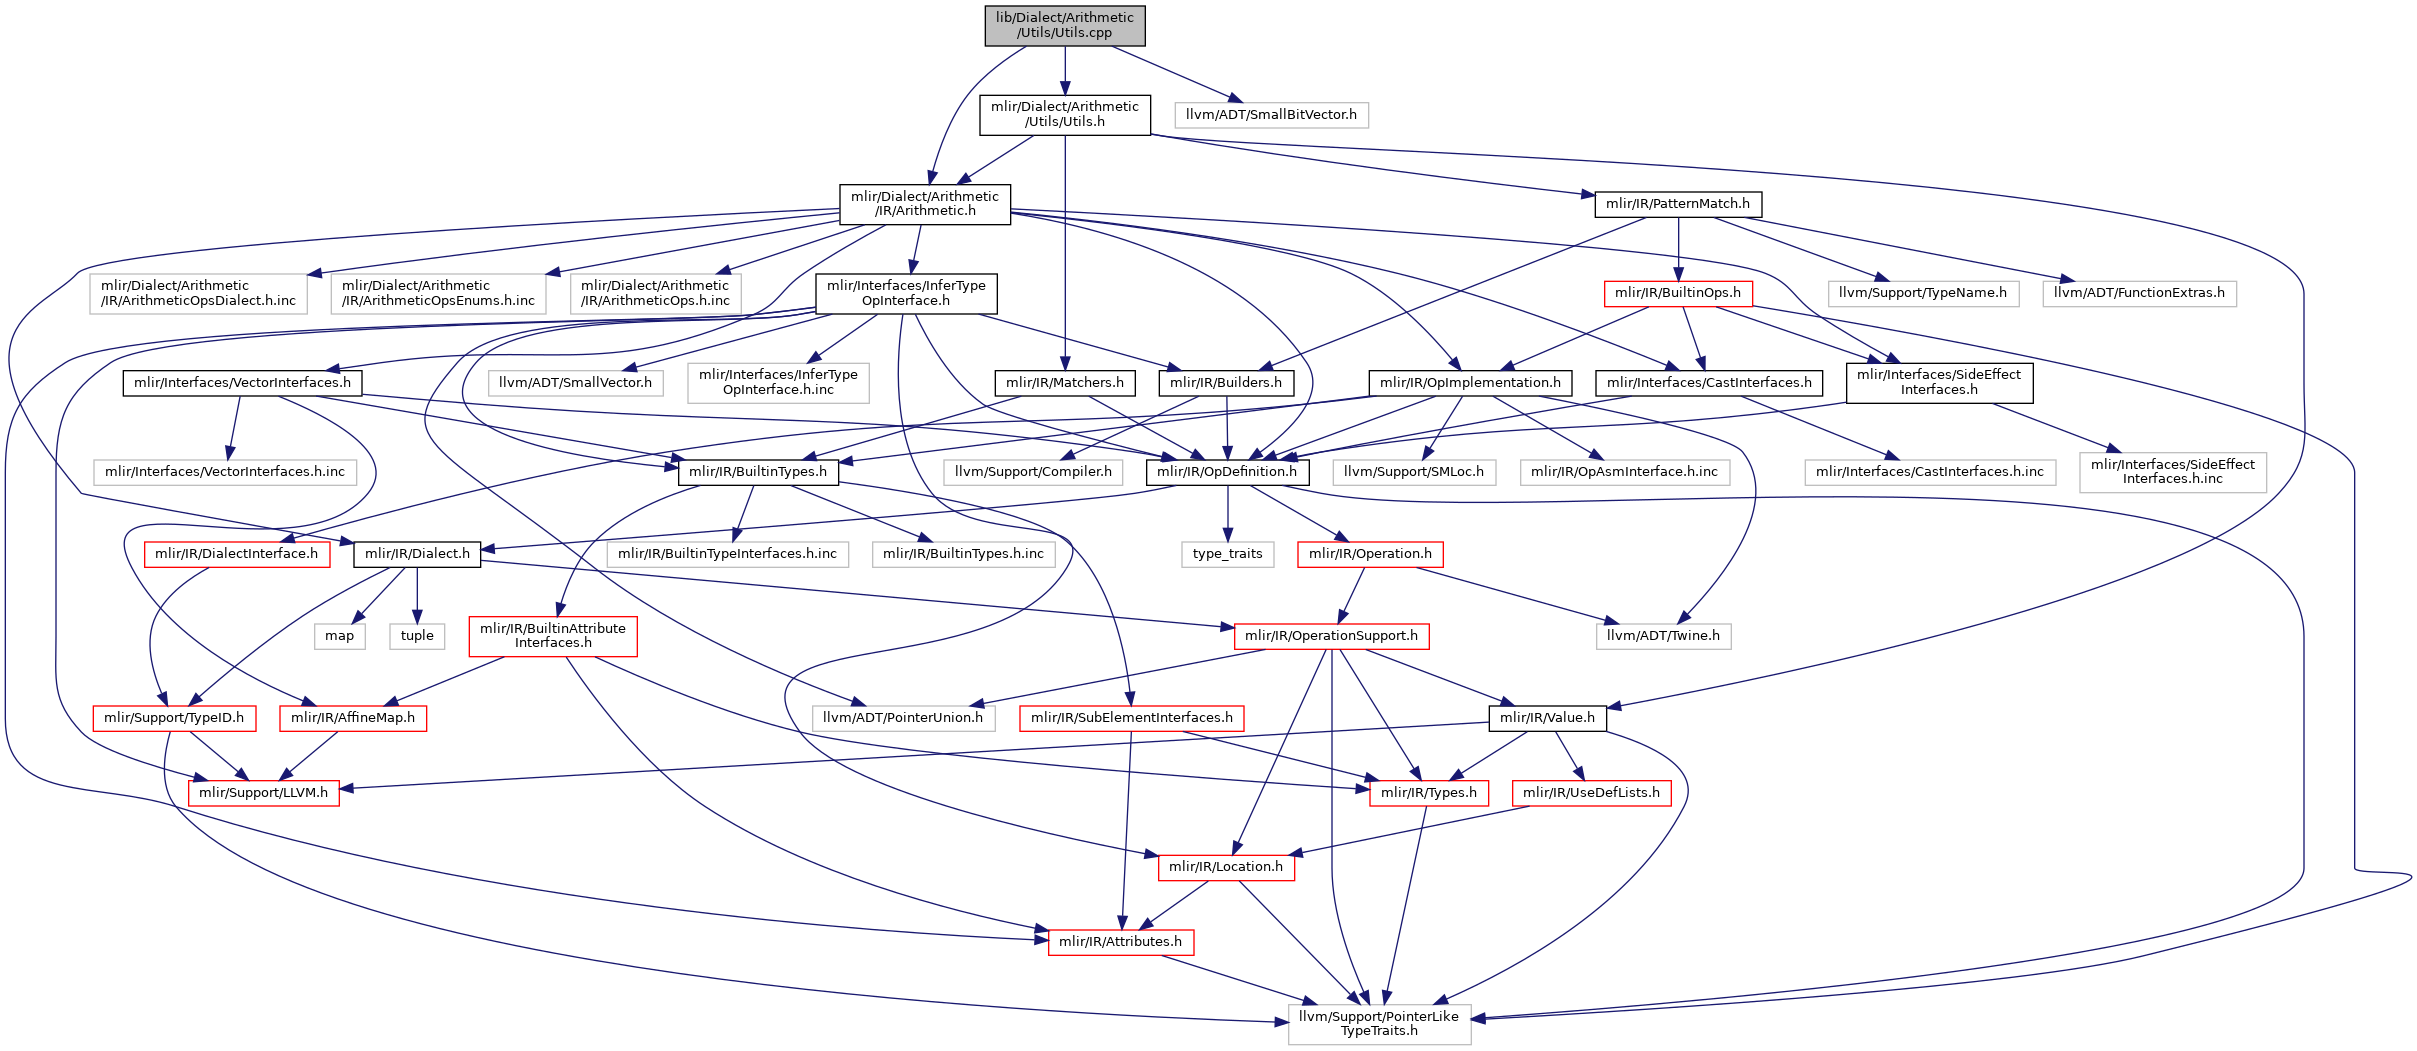 lib/Dialect/Arithmetic
/Utils/Utils.cpp
mlir/Dialect/Arithmetic
/Utils/Utils.h
llvm/ADT/SmallBitVector.h
mlir/Dialect/Arithmetic
/IR/Arithmetic.h
mlir/IR/PatternMatch.h
mlir/Dialect/Arithmetic
/IR/ArithmeticOpsDialect.h.inc
mlir/Dialect/Arithmetic
/IR/ArithmeticOpsEnums.h.inc
mlir/Dialect/Arithmetic
/IR/ArithmeticOps.h.inc
mlir/Interfaces/InferType
OpInterface.h
mlir/IR/BuiltinOps.h
llvm/Support/TypeName.h
llvm/ADT/FunctionExtras.h
mlir/Interfaces/VectorInterfaces.h
llvm/ADT/SmallVector.h
mlir/Interfaces/InferType
OpInterface.h.inc
mlir/IR/Matchers.h
mlir/IR/Builders.h
mlir/IR/OpImplementation.h
mlir/Interfaces/CastInterfaces.h
mlir/Interfaces/SideEffect
Interfaces.h
mlir/Interfaces/VectorInterfaces.h.inc
mlir/IR/BuiltinTypes.h
llvm/Support/Compiler.h
mlir/IR/OpDefinition.h
llvm/Support/SMLoc.h
mlir/IR/OpAsmInterface.h.inc
mlir/Interfaces/CastInterfaces.h.inc
mlir/Interfaces/SideEffect
Interfaces.h.inc
mlir/IR/DialectInterface.h
mlir/IR/Dialect.h
mlir/IR/BuiltinTypeInterfaces.h.inc
mlir/IR/BuiltinTypes.h.inc
type_traits
mlir/IR/Operation.h
map
tuple
mlir/IR/BuiltinAttribute
Interfaces.h
mlir/IR/OperationSupport.h
llvm/ADT/Twine.h
mlir/Support/TypeID.h
mlir/IR/AffineMap.h
llvm/ADT/PointerUnion.h
mlir/IR/SubElementInterfaces.h
mlir/IR/Value.h
mlir/Support/LLVM.h
mlir/IR/Types.h
mlir/IR/UseDefLists.h
mlir/IR/Location.h
mlir/IR/Attributes.h
llvm/Support/PointerLike
TypeTraits.h